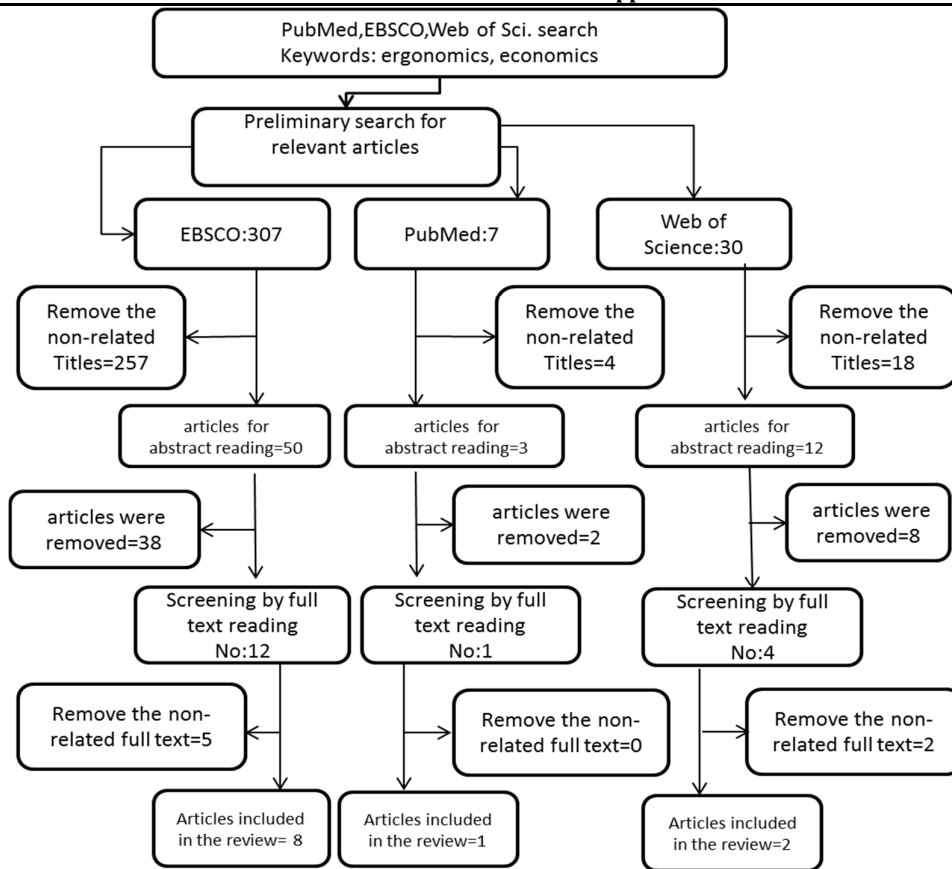 PubMed,EBSCO,Web of Sci. search
Keywords: ergonomics, economics
Preliminary search for
relevant articles
EBSCO:307
PubMed:7
Web of
Science:30
Remove the
non-related
Titles=257
Remove the
non-related
Titles=4
Remove the
non-related
Titles=18
articles for
abstract reading=50
articles for
abstract reading=3
articles for
abstract reading=12
articles were
removed=38
articles were
removed=2
articles were
removed=8
Screening by full
text reading
No:12
Screening by full
text reading
No:1
Screening by full
text reading
No:4
Remove the non-
related full text=5
Remove the non-
related full text=0
Remove the non-
related full text=2
Articles included
in the review= 8
Articles included
in the review=1
Articles included
in the review=2